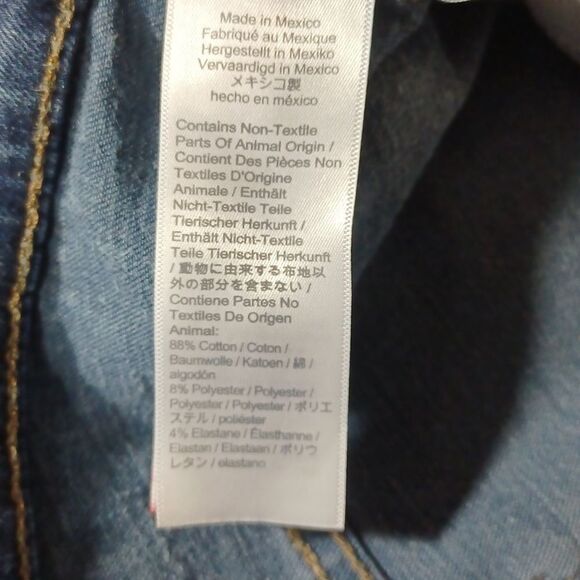 Made in Mexico
Fabriqué au Mexique
Hergestellt in Mexiko
Vervaardigd in Mexico
メキシコ製
hecho en méxico
Contains Non-Textile
Parts Of Animal Origin /
Contient Des Pièces Non
Textiles D'Origine
Animale / Enthält
Nicht-Textile Teile
Tierischer Herkunft /
Enthält Nicht-Textile
Teile Tierischer Herkunft
/ 動物に由来する布地以
外の部分を含まない /
Contiene Partes No
Textiles De Origen
Animal:
88% Cotton / Coton /
Baumwolle / Katoen / 綿 /
algodón
8% Polyester / Polyester /
Polyester / Polyester / ポリエ
ステル / poliéster
4% Elastane / Élasthanne /
Elastan / Elastaan / ポリウ
レタン / elastano